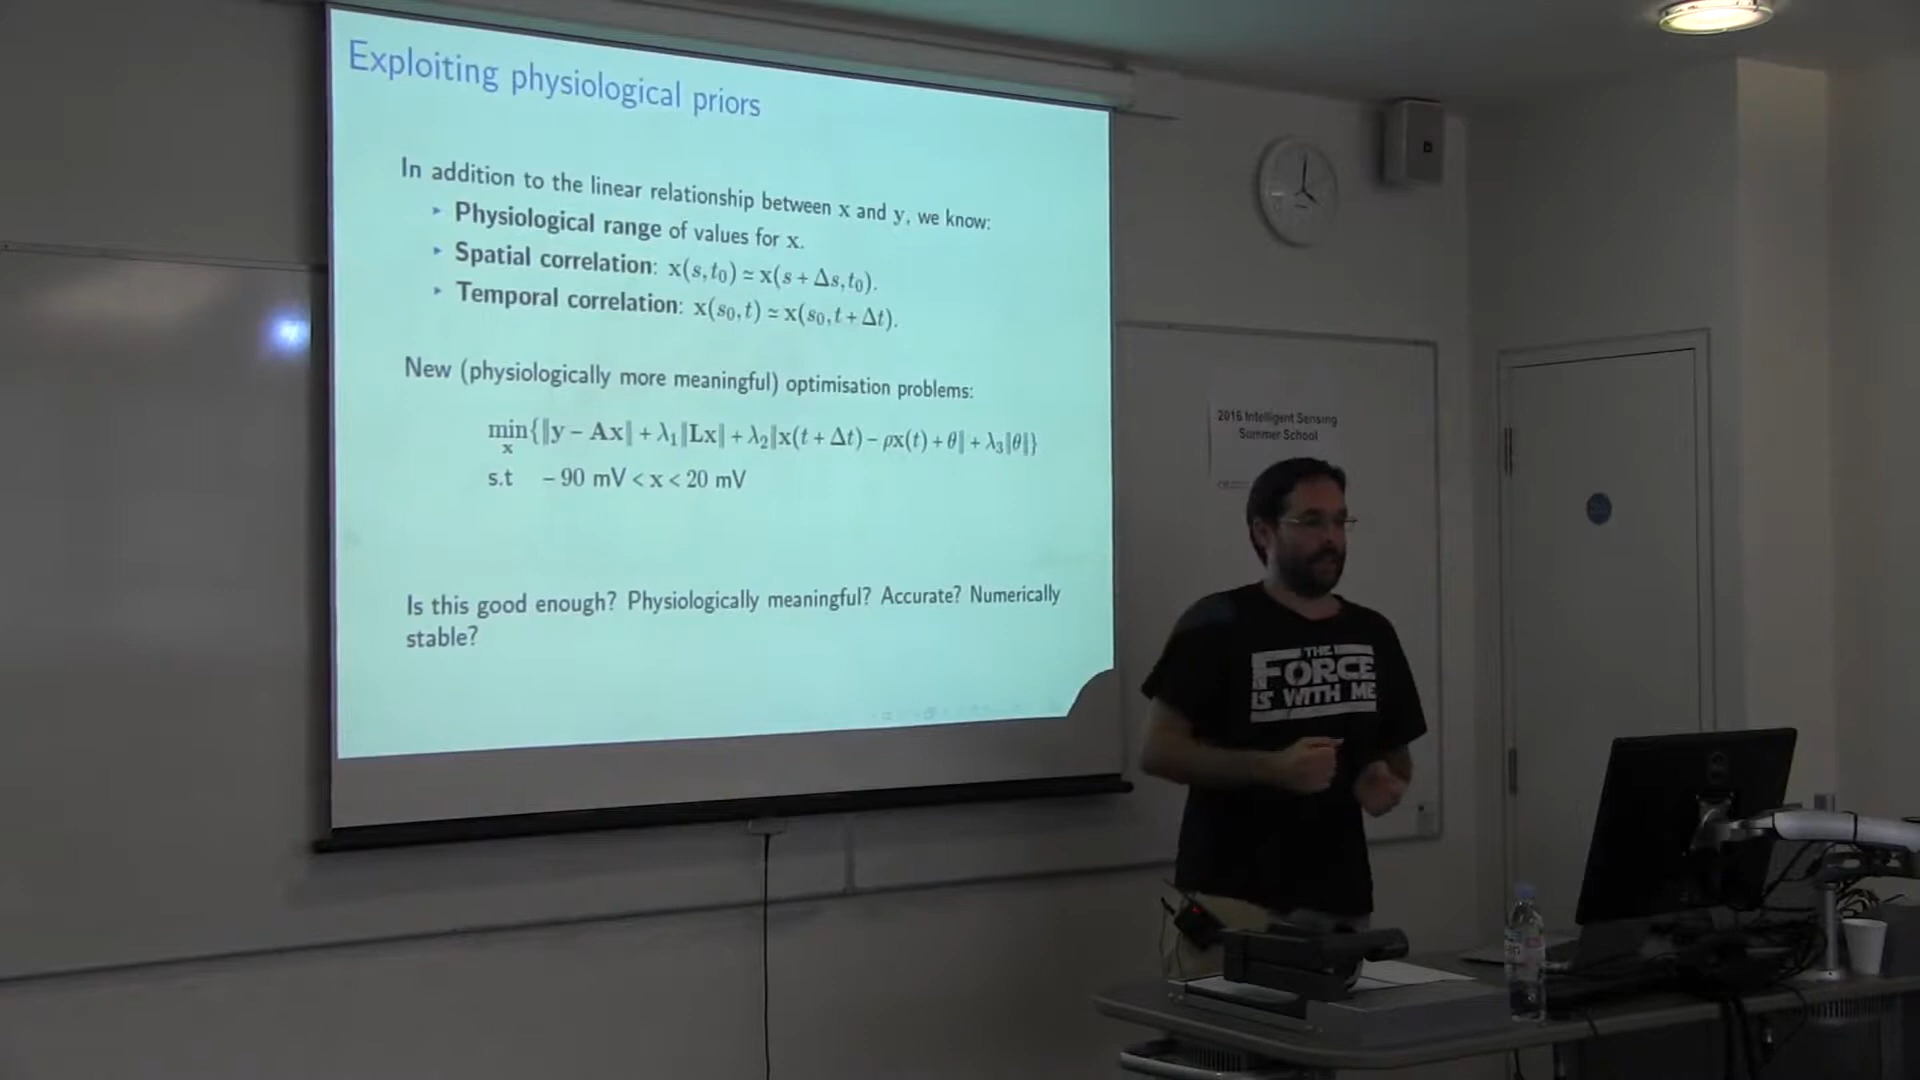 Exploiting physiological priors
In addition to the linear relationship between x and y, we know:
▸ Physiological range of values for x.
▸ Spatial correlation: x(s, t₀) ≃ x(s + Δs, t₀).
▸ Temporal correlation: x(s₀, t) ≃ x(s₀, t + Δt).
New (physiologically more meaningful) optimisation problems:
min{‖y − Ax‖ + λ₁‖Lx‖ + λ₂‖x(t + Δt) − ρx(t) + θ‖ + λ₃‖θ‖}
x
s.t − 90 mV < x < 20 mV
Is this good enough? Physiologically meaningful? Accurate? Numerically
stable?
2016 Intelligent Sensing
Summer School
THE
FORCE
IS WITH ME